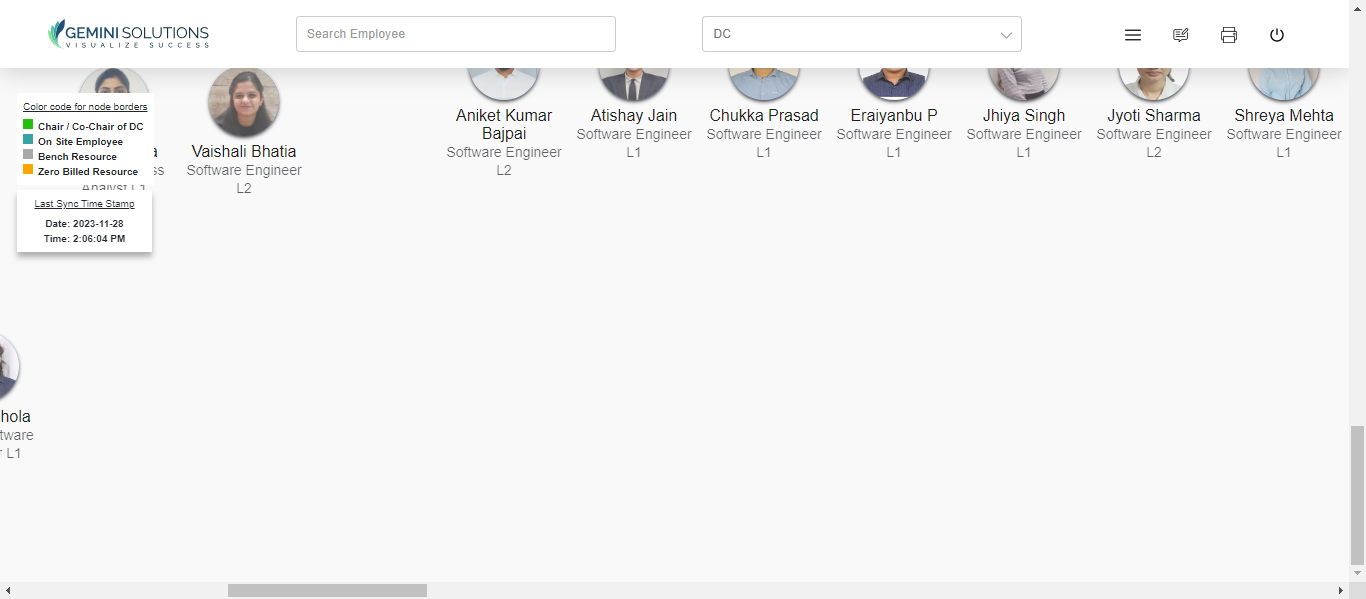 GEMINI SOLUTIONS
VISUALIZE SUCCESS
Search Employee
DC
Color code for node borders
Chair / Co-Chair of DC
On Site Employee
Bench Resource
Zero Billed Resource
Analyst L1
Last Sync Time Stamp
Date: 2023-11-28
Time: 2:06:04 PM
Vaishali Bhatia
Software Engineer
L2
Aniket Kumar
Bajpai
Software Engineer
L2
Atishay Jain
Software Engineer
L1
Chukka Prasad
Software Engineer
L1
Eraiyanbu P
Software Engineer
L1
Jhiya Singh
Software Engineer
L1
Jyoti Sharma
Software Engineer
L2
Shreya Mehta
Software Engineer
L1
hola
tware
L1